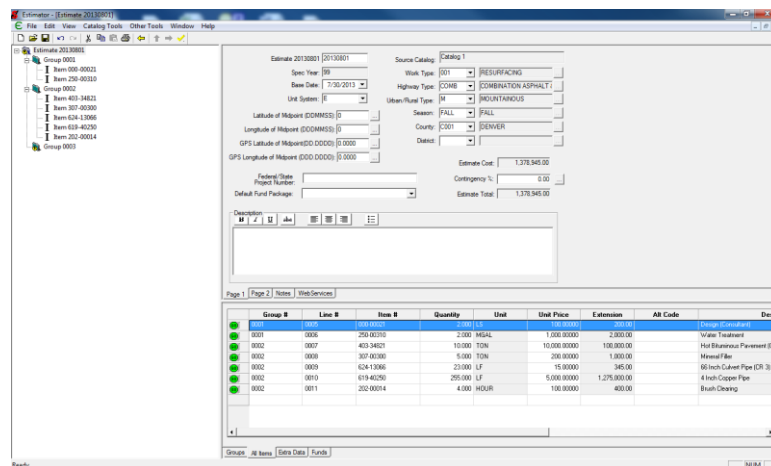 Estimator - [Estimate 20130801]
File Edit View Catalog Tools Other Tools Window Help
Estimate 20130801
Group 0001
Item 000-00021
Item 250-00310
Group 0002
Item 403-34821
Item 307-00300
Item 624-13066
Item 619-40250
Item 202-00014
Group 0003
Estimate 20130801 20130801 Source Catalog: Catalog 1
Spec Year: 99 Work Type: 001 RESURFACING
Base Date: 7/30/2013 Highway Type: COMB COMBINATION ASPHALT &
Unit System: E Urban/Rural Type: M MOUNTAINOUS
Season: FALL FALL
Latitude of Midpoint (DDMMSS): 0
County: C001 DENVER
Longitude of Midpoint (DDDMMSS): 0
District:
GPS Latitude of Midpoint(DD.DDDD): 0.0000
GPS Longitude of Midpoint (DD.DDDD): 0.0000
Estimate Cost: 1,378,945.00
Federal/State Contingency %: 0.00
Project Number:
Default Fund Package: Estimate Total: 1,378,945.00
Description
B I U abc
Page 1 Page 2 Notes WebServices
Group # Line # Item # Quantity Unit Unit Price Extension Alt Code Des
0001 0005 000-00021 2.000 LS 100.00000 200.00 Design (Consultant)
0001 0006 250-00310 2.000 MGAL 1,000.00000 2,000.00 Water Treatment
0002 0007 403-34821 10.000 TON 10,000.00000 100,000.00 Hot Bituminous Pavement
0002 0008 307-00300 5.000 TON 200.00000 1,000.00 Mineral Filler
0002 0009 624-13066 23.000 LF 15.00000 345.00 66 Inch Culvert Pipe (CR 3)
0002 0010 619-40250 255.000 LF 5,000.00000 1,275,000.00 4 Inch Copper Pipe
0002 0011 202-00014 4.000 HOUR 100.00000 400.00 Brush Clearing
Groups All Items Extra Data Funds
Ready NUM